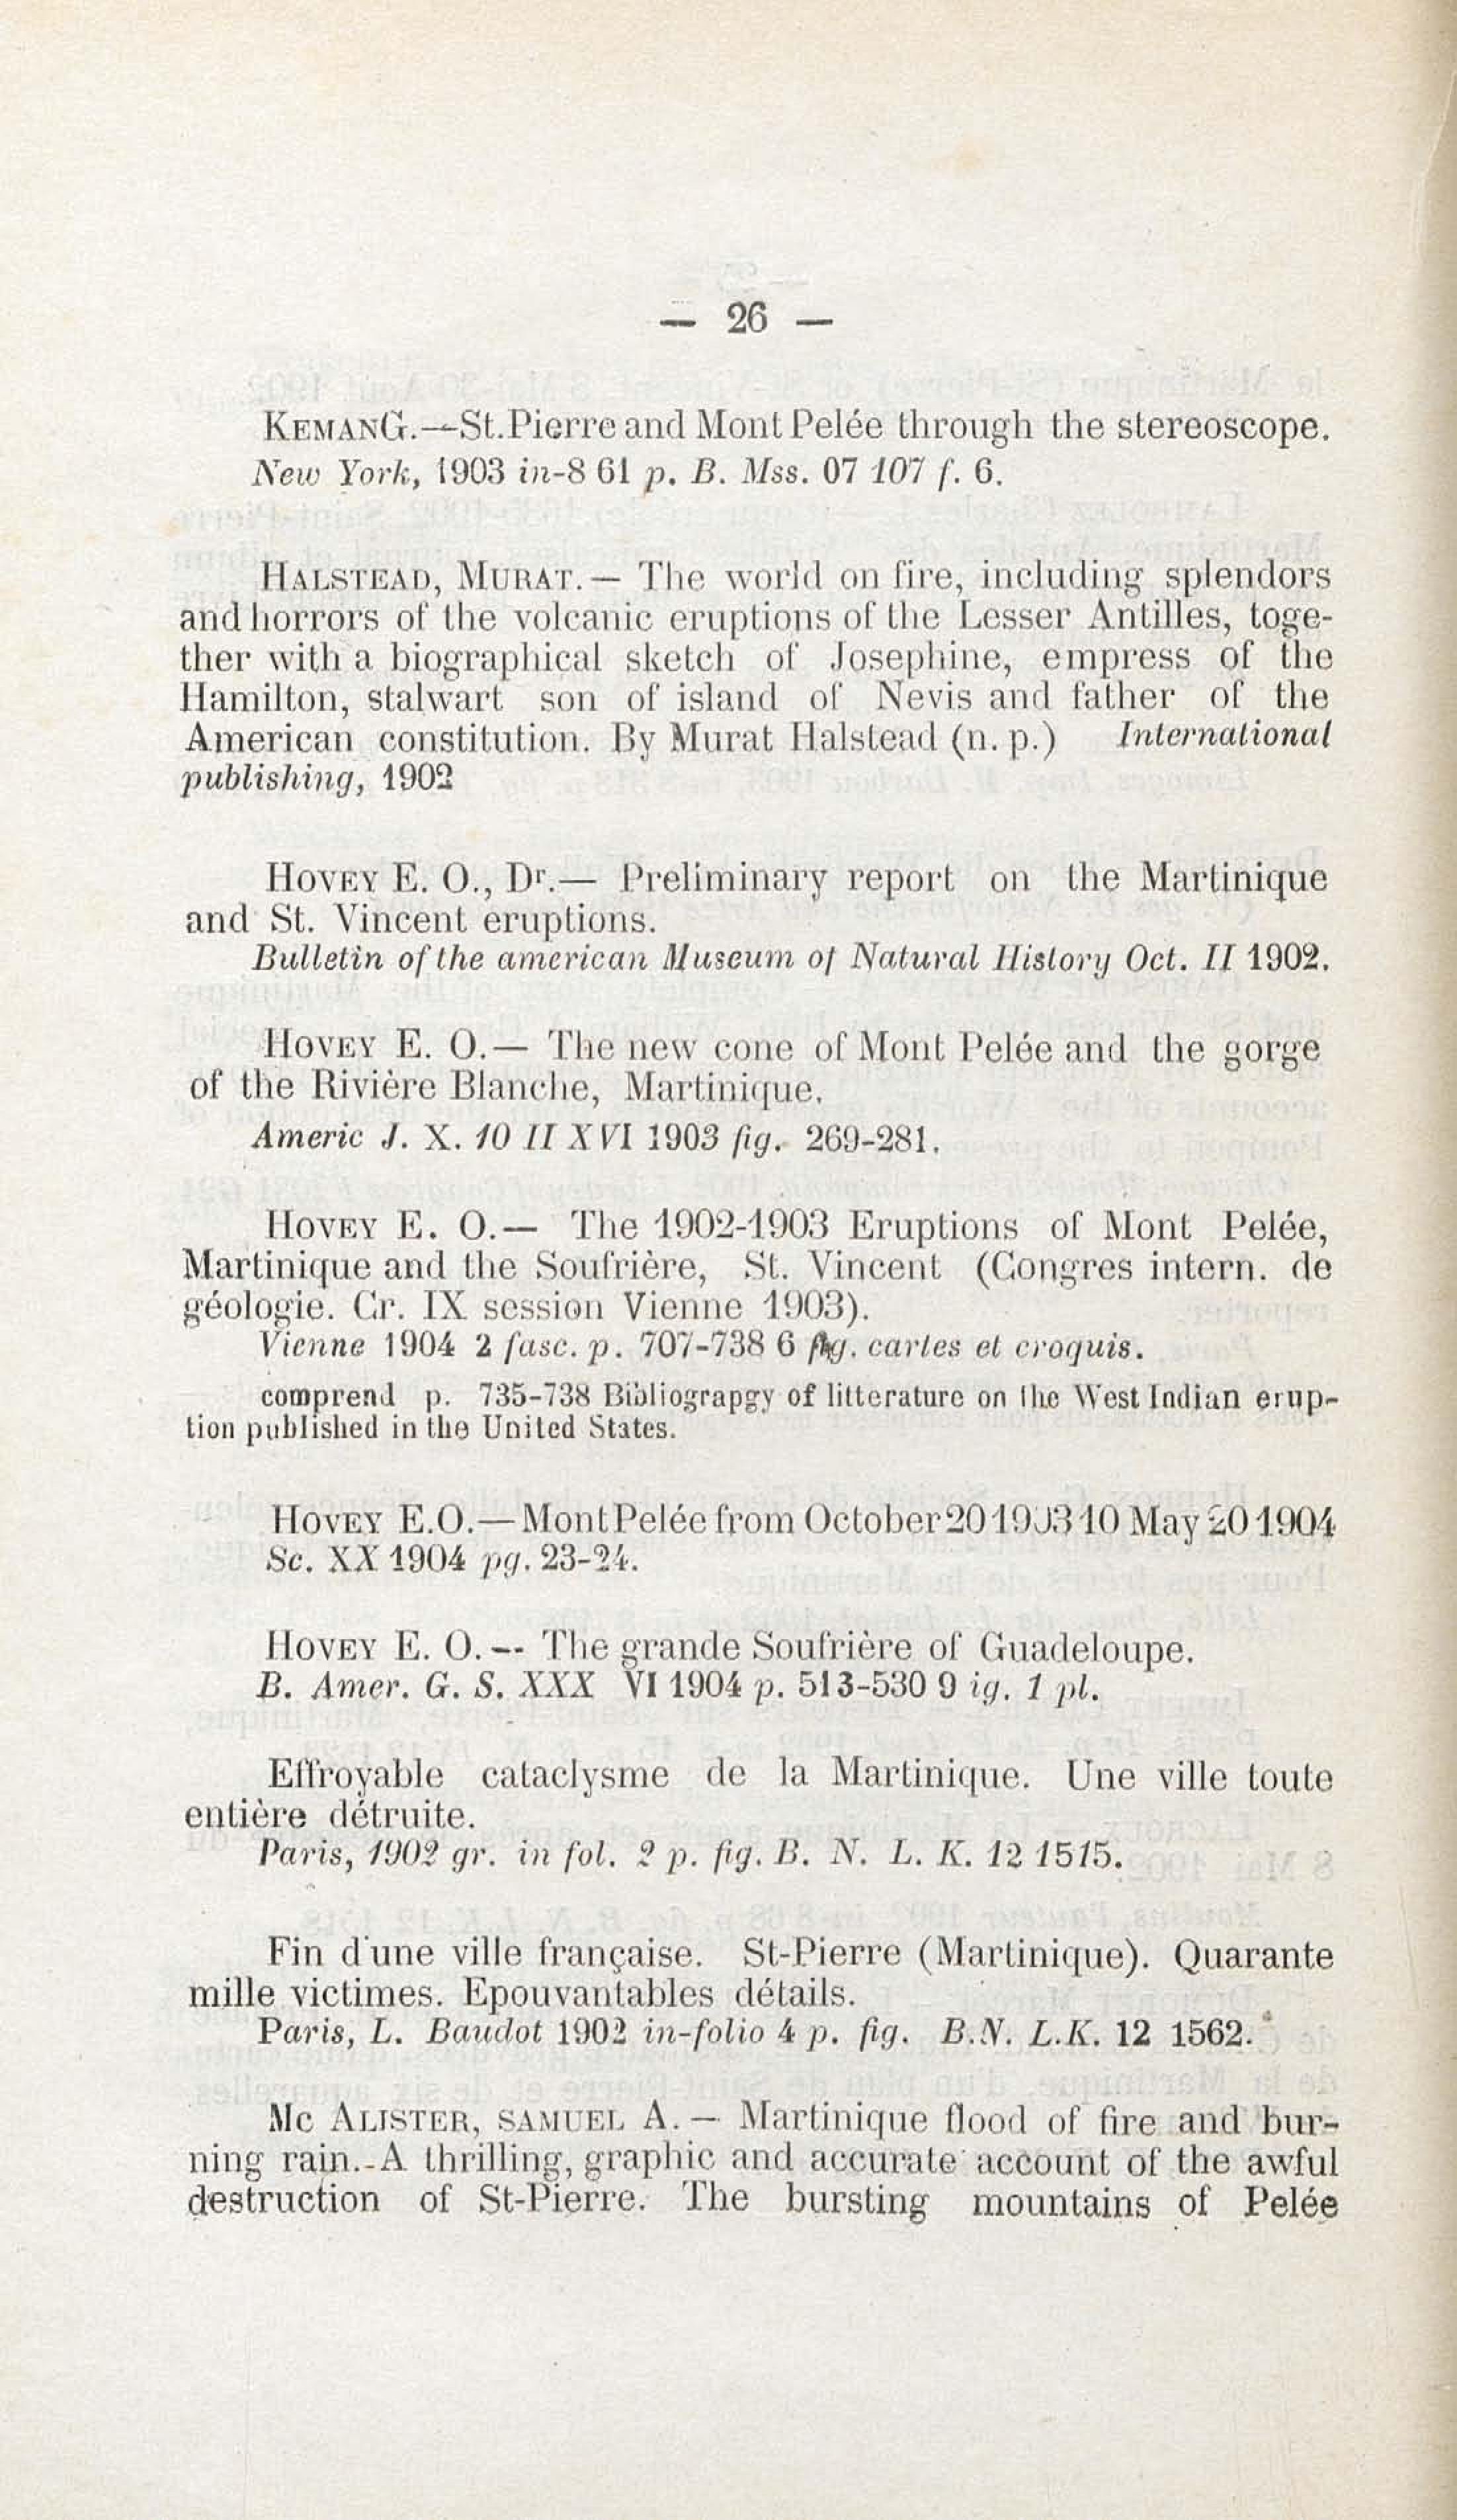 — 26 —
KEMANG.—St.Pierre and Mont Pelée through the stereoscope.
New York, 1903 in-8 61 p. B. Mss. 07 107 f. 6.
HALSTEAD, MURAT.— The world on fire, including splendors
and horrors of the volcanic eruptions of the Lesser Antilles, toge-
ther with a biographical sketch of Josephine, empress of the
Hamilton, stalwart son of island of Nevis and father of the
American constitution. By Murat Halstead (n. p.) International
publishing, 1902
HOVEY E. O., Dr.— Preliminary report on the Martinique
and St. Vincent eruptions.
Bulletin of the american Museum of Natural History Oct. II 1902.
HOVEY E. O.— The new cone of Mont Pelée and the gorge
of the Rivière Blanche, Martinique.
Americ J. X. 10 II XVI 1903 fig. 269-281.
HOVEY E. O.— The 1902-1903 Eruptions of Mont Pelée,
Martinique and the Soufrière, St. Vincent (Congres intern. de
géologie. Cr. IX session Vienne 1903).
Vienne 1904 2 fasc. p. 707-738 6 fig. cartes et croquis.
comprend p. 735-738 Bibliograpgy of litterature on the West Indian erup-
tion published in the United States.
HOVEY E.O.—Mont Pelée from October 20 1903 10 May 20 1904
Sc. XX 1904 pg. 23-24.
HOVEY E. O.-- The grande Soufrière of Guadeloupe.
B. Amer. G. S. XXX VI 1904 p. 513-530 9 ig. 1 pl.
Effroyable cataclysme de la Martinique. Une ville toute
entière détruite.
Paris, 1902 gr. in fol. 2 p. fig. B. N. L. K. 12 1515.
Fin d'une ville française. St-Pierre (Martinique). Quarante
mille victimes. Epouvantables détails.
Paris, L. Baudot 1902 in-folio 4 p. fig. B.N. L.K. 12 1562.
Mc ALISTER, SAMUEL A.— Martinique flood of fire and bur-
ning rain.-A thrilling, graphic and accurate account of the awful
destruction of St-Pierre. The bursting mountains of Pelée